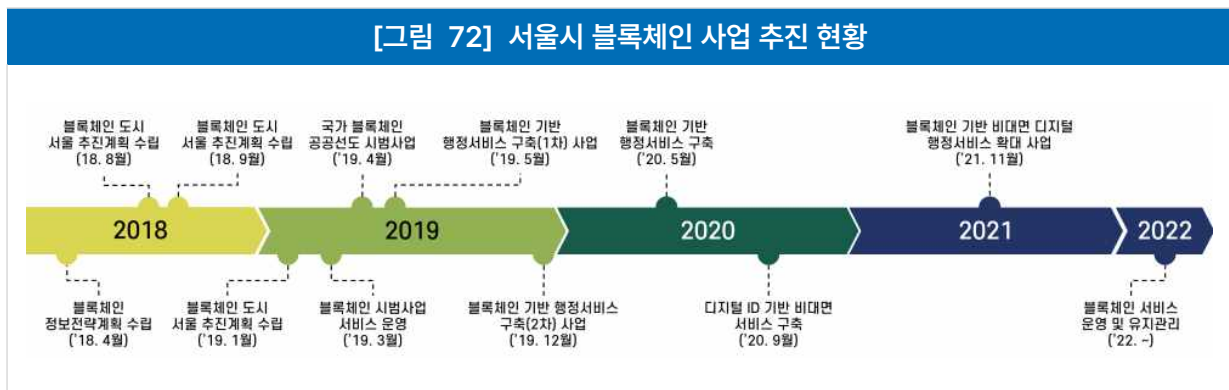 [그림 72] 서울시 블록체인 사업 추진 현황
블록체인 도시
서울 추진계획 수립
(18. 8월)
블록체인 도시
서울 추진계획 수립
(18. 9월)
국가 블록체인
공공선도 시범사업
('19. 4월)
블록체인 기반
행정서비스 구축(1차) 사업
('19. 5월)
블록체인 기반
행정서비스 구축
('20. 5월)
블록체인 기반 비대면 디지털
행정서비스 확대 사업
('21. 11월)
2018
2019
2020
2021
2022
블록체인
정보전략계획 수립
('18. 4월)
블록체인 도시
서울 추진계획 수립
('19. 1월)
블록체인 시범사업
서비스 운영
('19. 3월)
블록체인 기반 행정서비스
구축(2차) 사업
('19. 12월)
디지털 ID 기반 비대면
서비스 구축
('20. 9월)
블록체인 서비스
운영 및 유지관리
('22. ~)